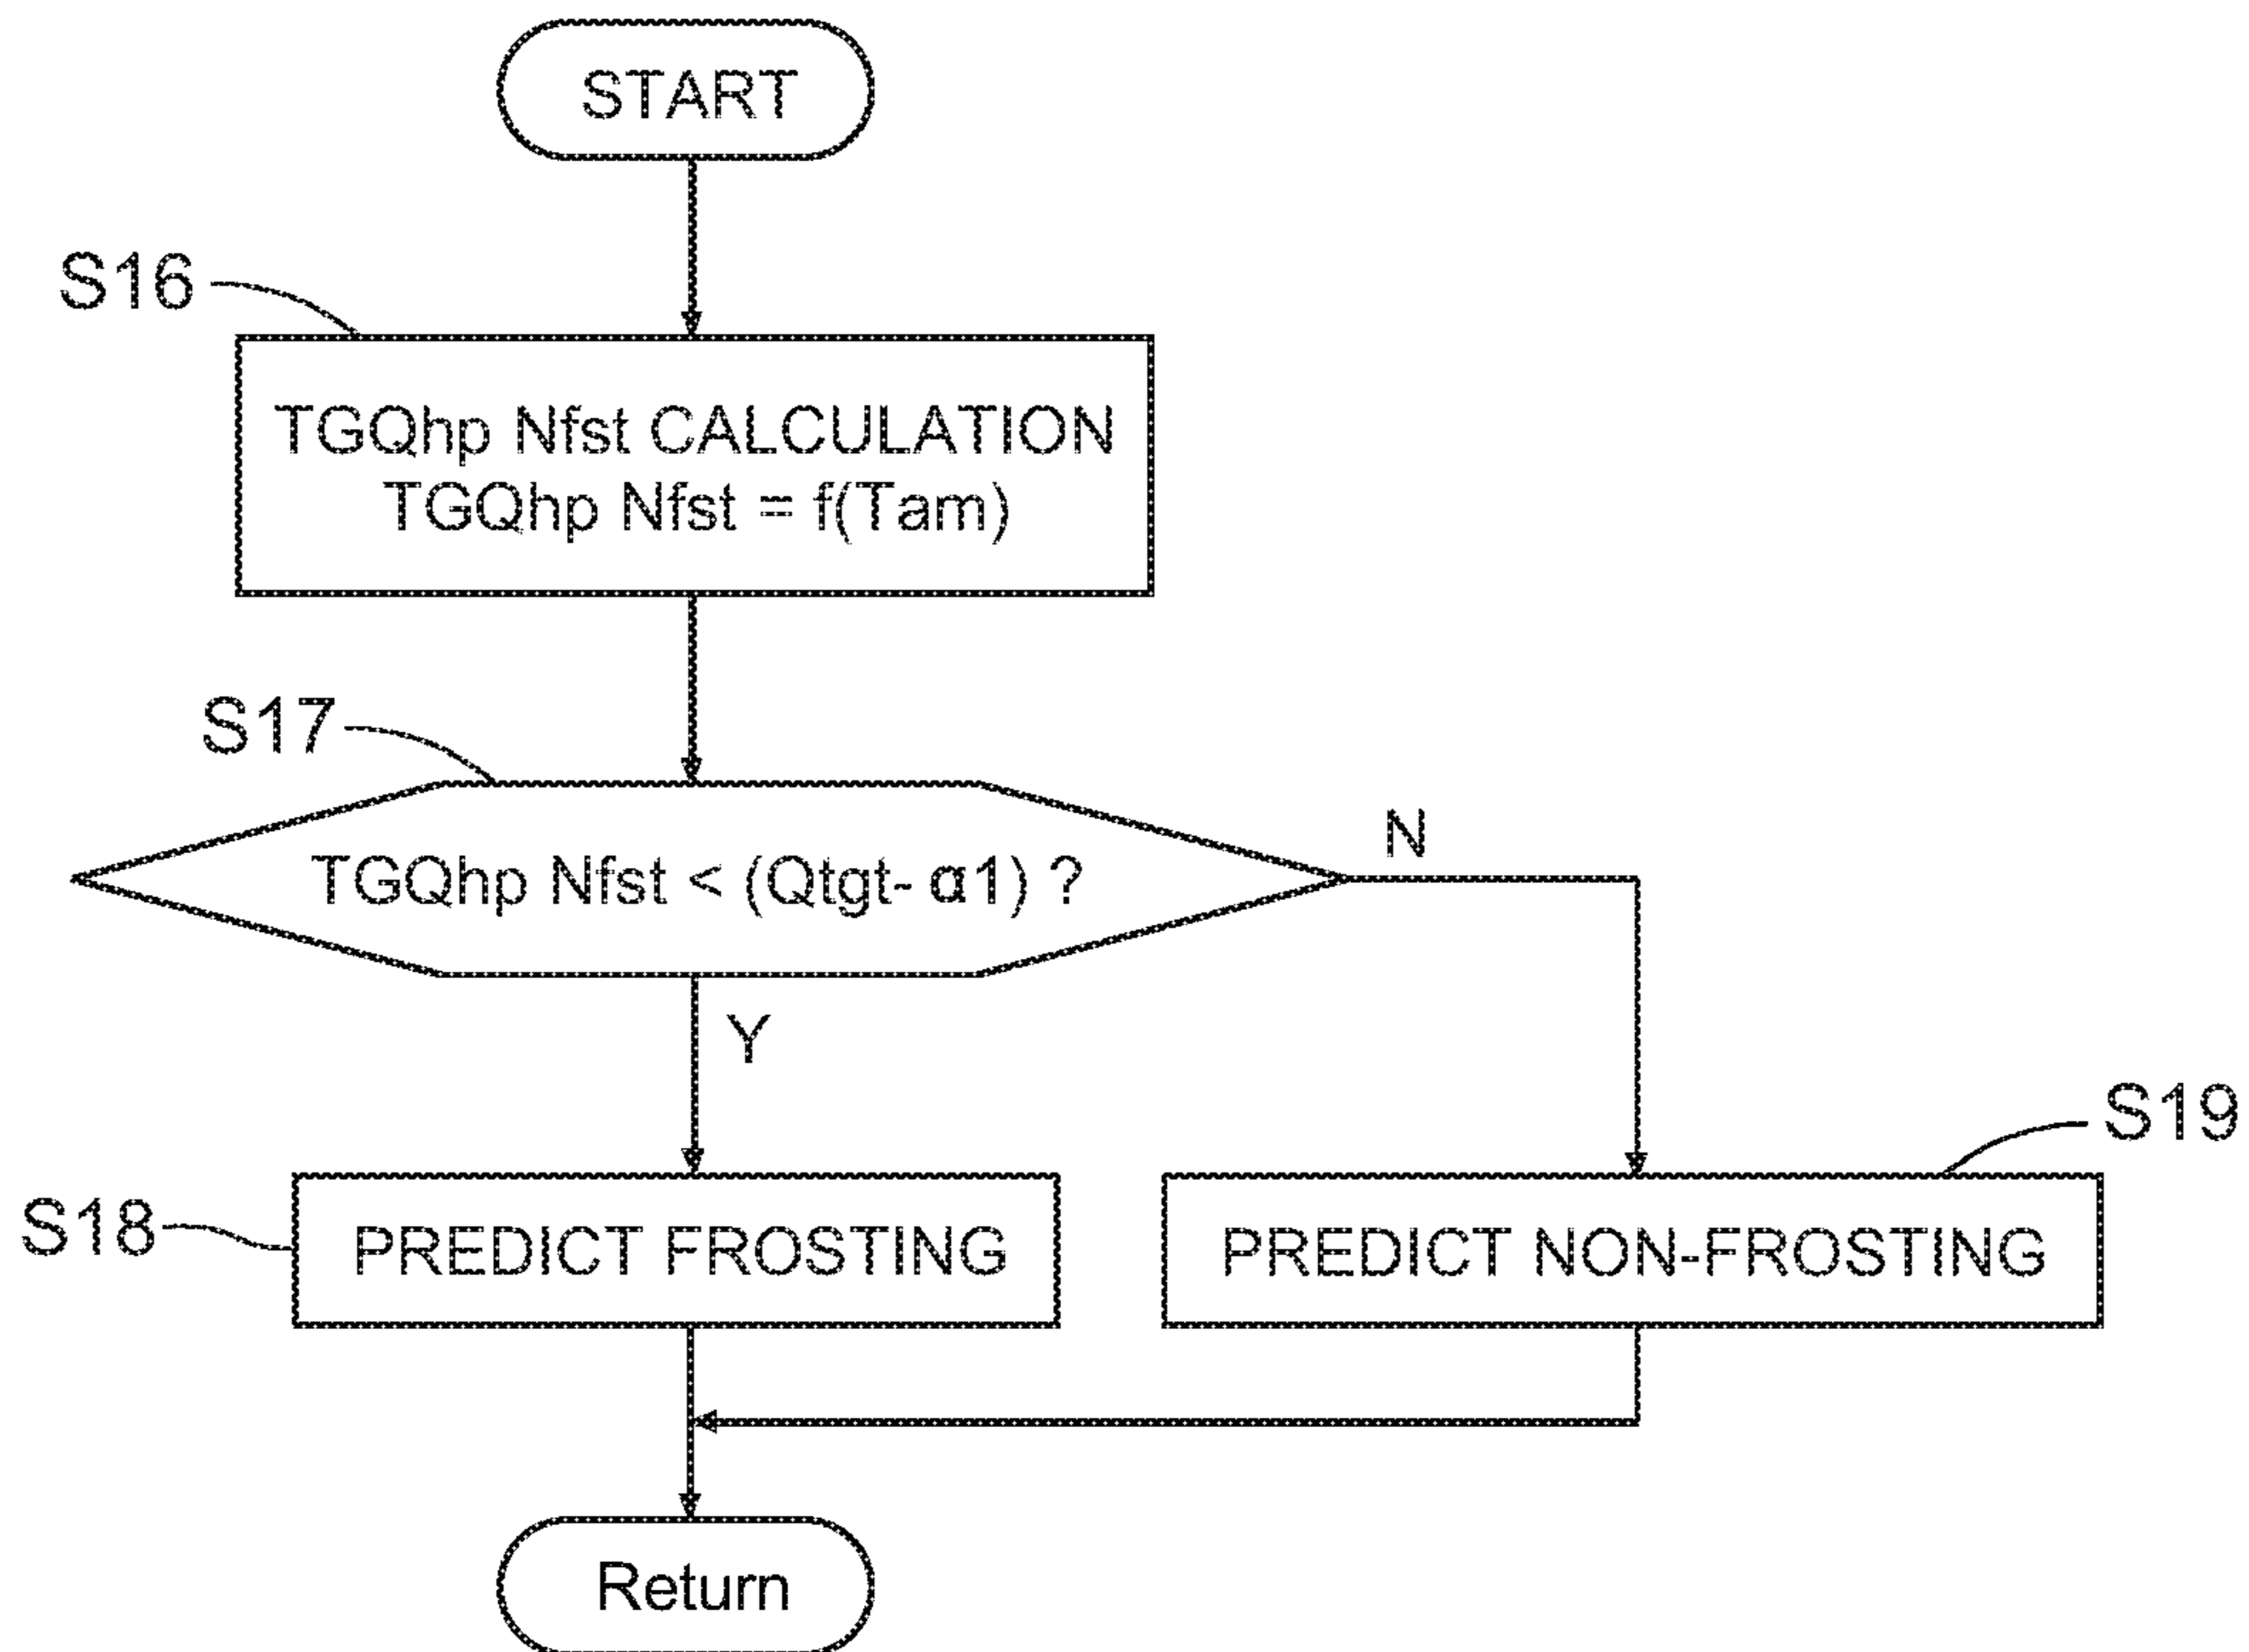 START
S16
TGQhp Nfst CALCULATION
TGQhp Nfst = f(Tam)
S17
TGQhp Nfst < (Qtgt- α1) ?
N
Y
S19
S18
PREDICT FROSTING
PREDICT NON-FROSTING
Return